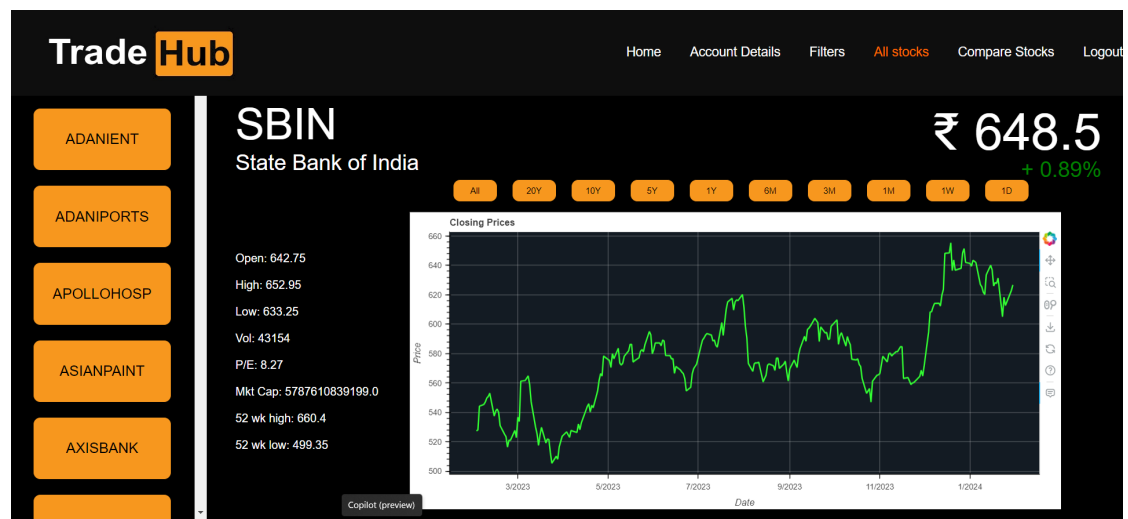 Trade Hub
Home Account Details Filters All stocks Compare Stocks Logout
ADANIENT
ADANIPORTS
APOLLOHOSP
ASIANPAINT
AXISBANK
SBIN
State Bank of India
₹ 648.5
+ 0.89%
All 20Y 10Y 5Y 1Y 6M 3M 1M 1W 1D
Open: 642.75
High: 652.95
Low: 633.25
Vol: 43154
P/E: 8.27
Mkt Cap: 5787610839199.0
52 wk high: 660.4
52 wk low: 499.35
Closing Prices
660
640
620
600
580
560
540
520
500
Price
3/2023 5/2023 7/2023 9/2023 11/2023 1/2024
Date
Copilot (preview)